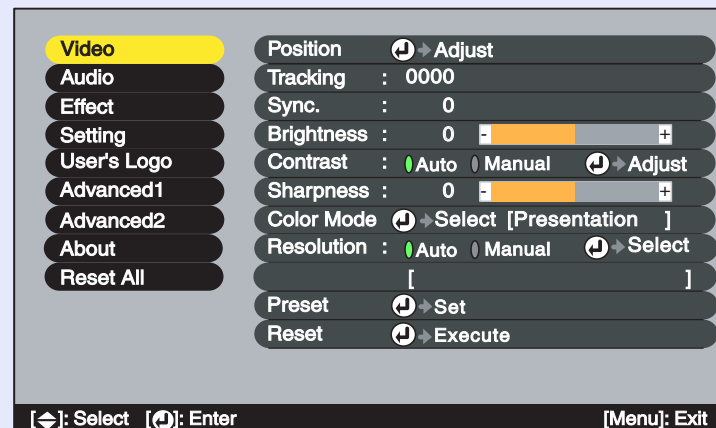 Video
Audio
Effect
Setting
User's Logo
Advanced1
Advanced2
About
Reset All
Position Adjust
Tracking : 0000
Sync. : 0
Brightness : 0 - +
Contrast : Auto Manual Adjust
Sharpness : 0 - +
Color Mode Select [Presentation ]
Resolution : Auto Manual Select
[ ]
Preset Set
Reset Execute
[ ]: Select [ ]: Enter [Menu]: Exit